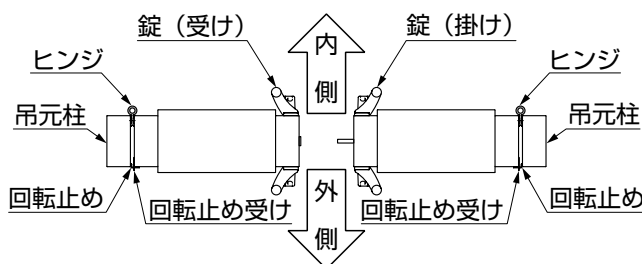 錠（受け）
錠（掛け）
内側
ヒンジ
ヒンジ
吊元柱
吊元柱
回転止め
回転止め受け
外側
回転止め受け
回転止め